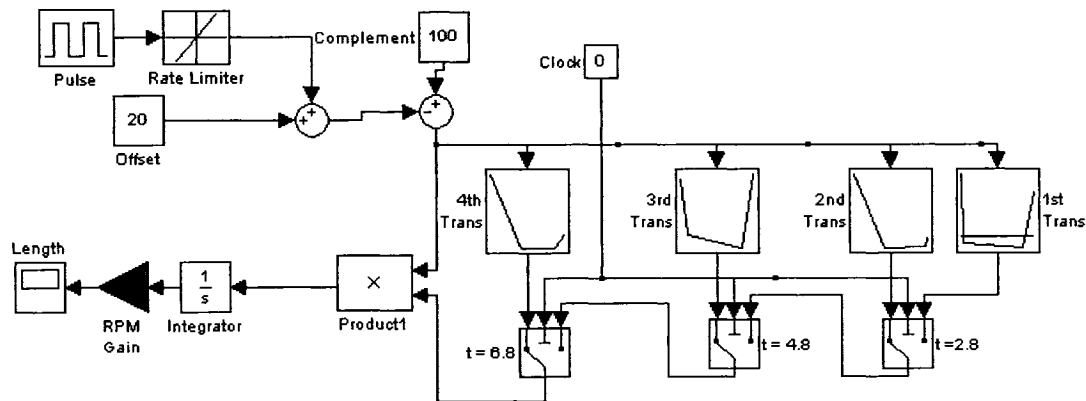 Pulse
Rate Limiter
Complement
100
Clock
0
20
Offset
+
+
-
+
4th
Trans
3rd
Trans
2nd
Trans
1st
Trans
Length
RPM
Gain
1
s
Integrator
×
Product1
t = 6.8
t = 4.8
t =2.8